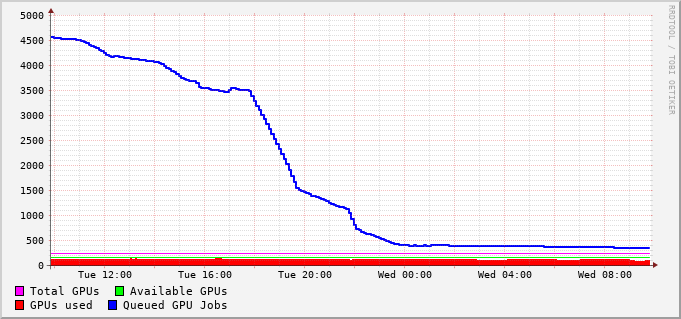 5000
4500
4000
3500
3000
2500
2000
1500
1000
500
0
Tue 12:00 Tue 16:00 Tue 20:00 Wed 00:00 Wed 04:00 Wed 08:00
Total GPUs Available GPUs
GPUs used Queued GPU Jobs
RRDTOOL / TOBI OETIKER